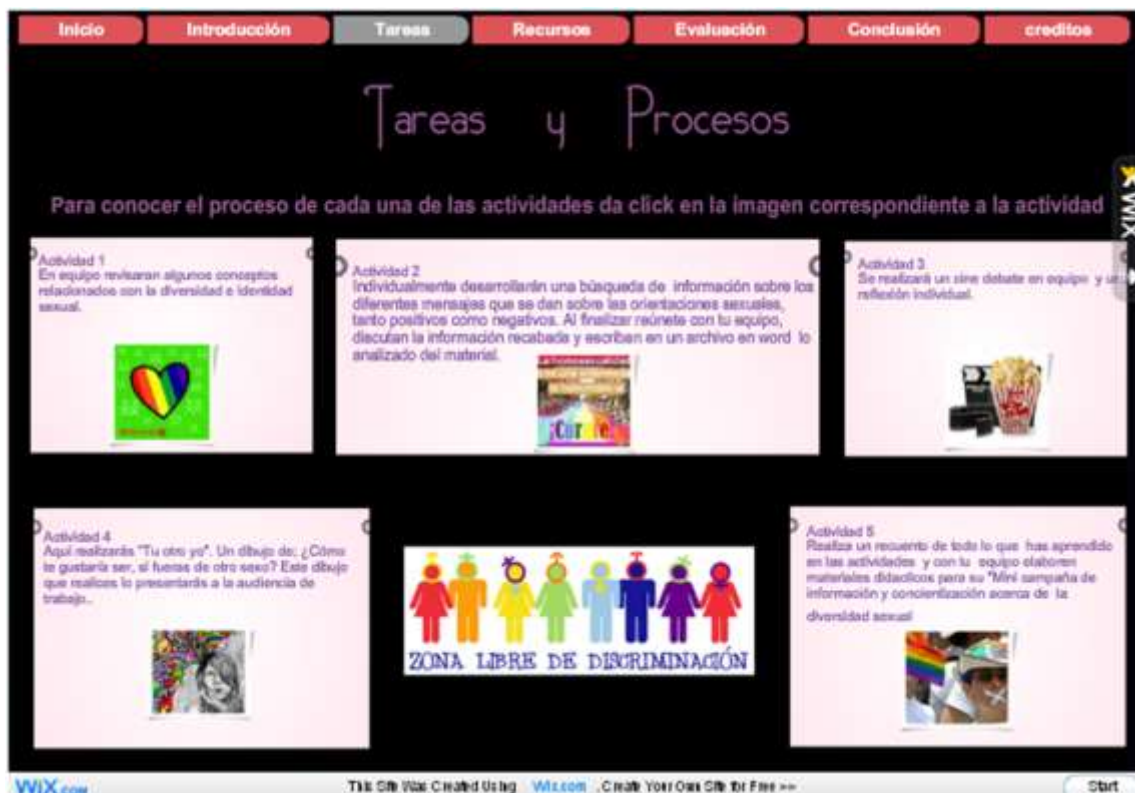 Inicio
Introducción
Tareas
Recursos
Evaluación
Conclusión
creditos
Tareas y Procesos
WiX
Para conocer el proceso de cada una de las actividades da click en la imagen correspondiente a la actividad
Actividad 1
En equipo revisaran algunos conceptos
relacionados con la diversidad e identidad
sexual.
Actividad 2
Individualmente desarrollarán una búsqueda de información sobre los
diferentes mensajes que se dan sobre las orientaciones sexuales,
tanto positivos como negativos. Al finalizar reúnete con tu equipo,
discutan la información recabada y escriban en un archivo en word lo
analizado del material.
¡Curate!
Actividad 3
Se realizará un cine debate en equipo y una
reflexión individual.
Actividad 4
Aquí realizarás "Tu otro yo". Un dibujo de: ¿Cómo
te gustaría ser, si fueras de otro sexo? Este dibujo
que realices lo presentarás a la audiencia de
trabajo..
ZONA LIBRE DE DISCRIMINACIÓN
Actividad 5
Realiza un recuento de todo lo que has aprendido
en las actividades y con tu equipo elaboren
materiales didacticos para su "Mini campaña de
información y concientización acerca de la
diversidad sexual
WiX.com
This Site Was Created Using Wix.com . Create Your Own Site for Free >>
Start